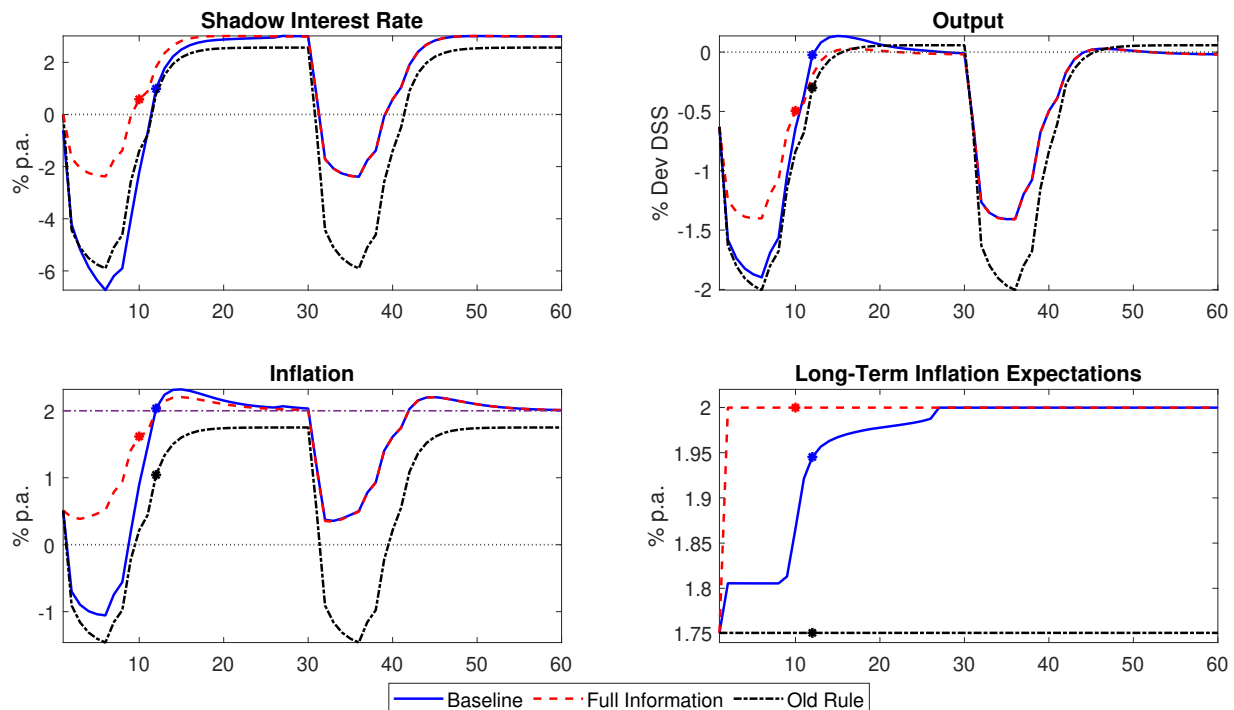 Shadow Interest Rate
% p.a.
2
0
-2
-4
-6
10 20 30 40 50 60
Output
% Dev DSS
0
-0.5
-1
-1.5
-2
10 20 30 40 50 60
Inflation
% p.a.
2
1
0
-1
10 20 30 40 50 60
Long-Term Inflation Expectations
% p.a.
2
1.95
1.9
1.85
1.8
1.75
10 20 30 40 50 60
Baseline Full Information Old Rule